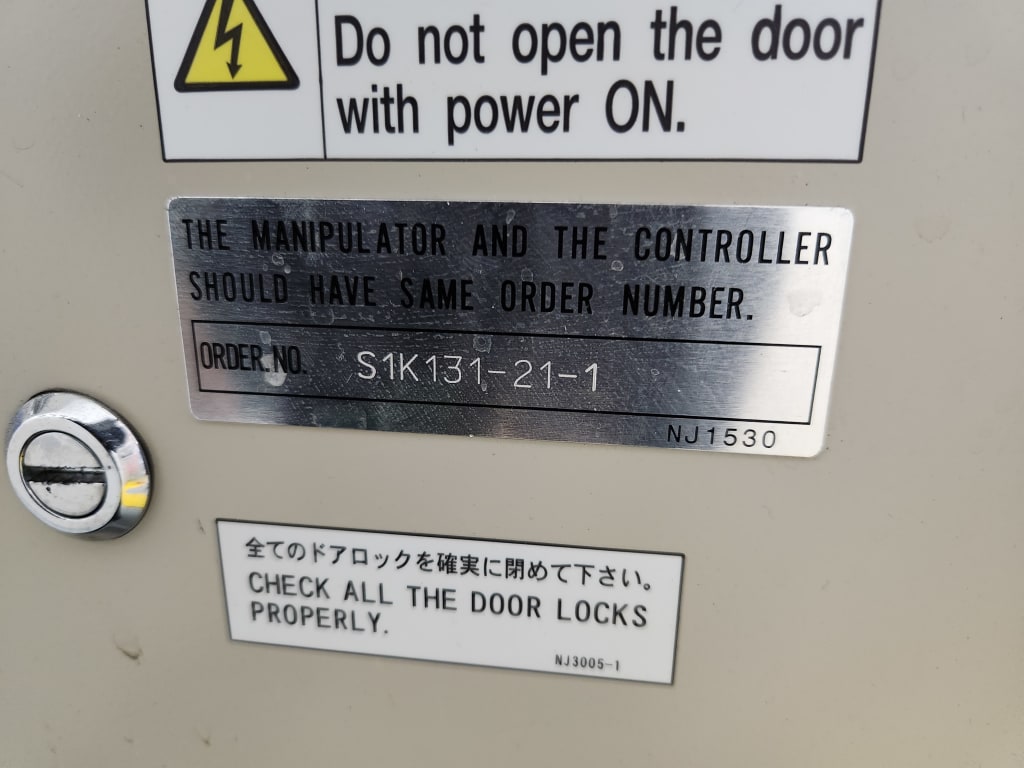 Do not open the door
with power ON.
THE MANIPULATOR AND THE CONTROLLER
SHOULD HAVE SAME ORDER NUMBER.
ORDER.NO. S1K131-21-1
NJ1530
全てのドアロックを確実に閉めて下さい。
CHECK ALL THE DOOR LOCKS
PROPERLY.
NJ3005-1